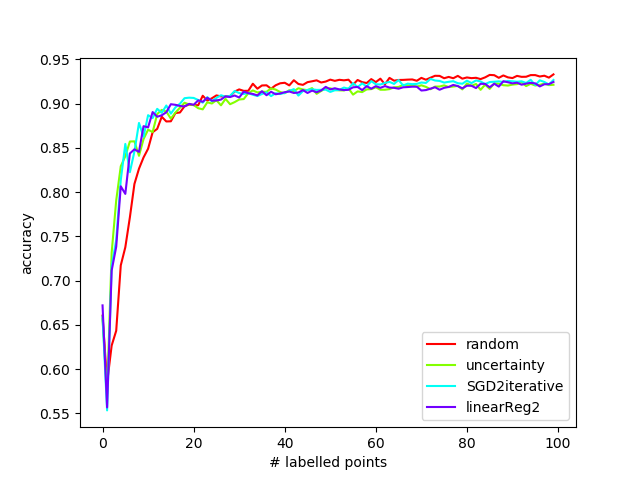 0.95
0.90
0.85
0.80
0.75
0.70
0.65
0.60
0.55
accuracy
0 20 40 60 80 100
# labelled points
random
uncertainty
SGD2iterative
linearReg2